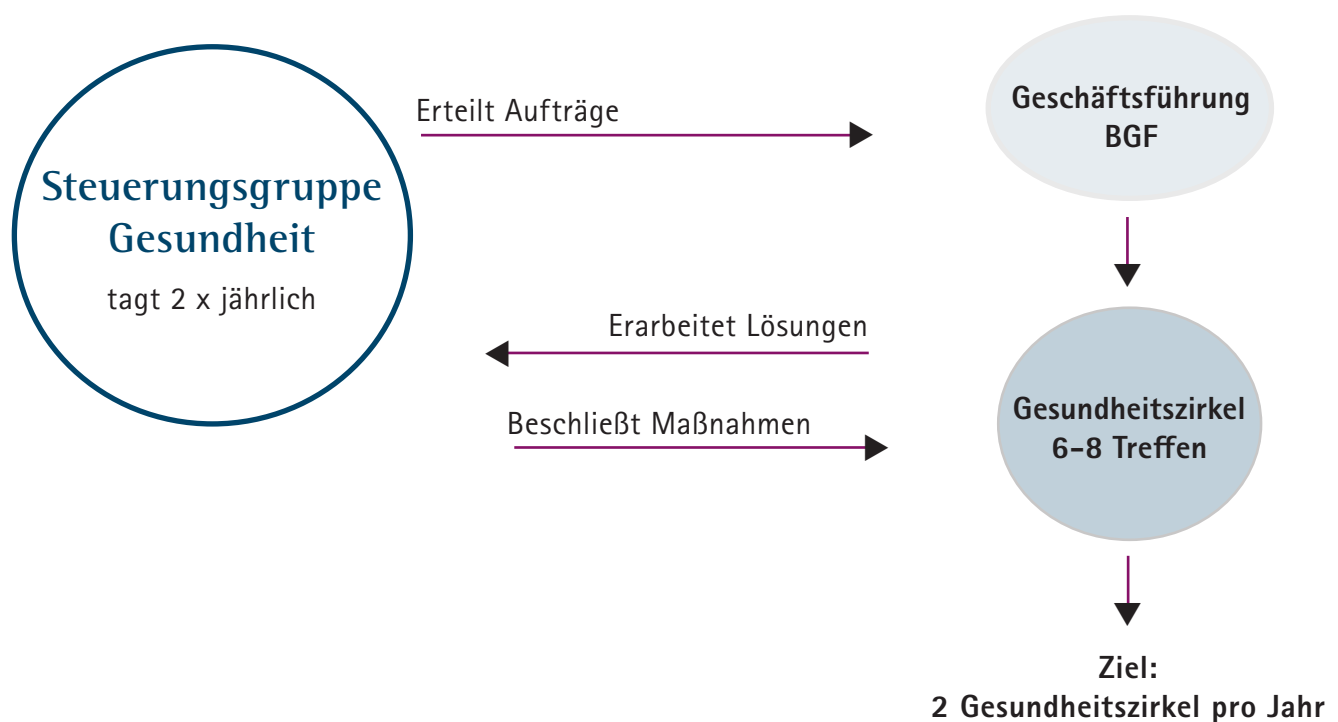 Steuerungsgruppe
Gesundheit
tagt 2 x jährlich
Erteilt Aufträge
Geschäftsführung
BGF
Erarbeitet Lösungen
Beschließt Maßnahmen
Gesundheitszirkel
6-8 Treffen
Ziel:
2 Gesundheitszirkel pro Jahr